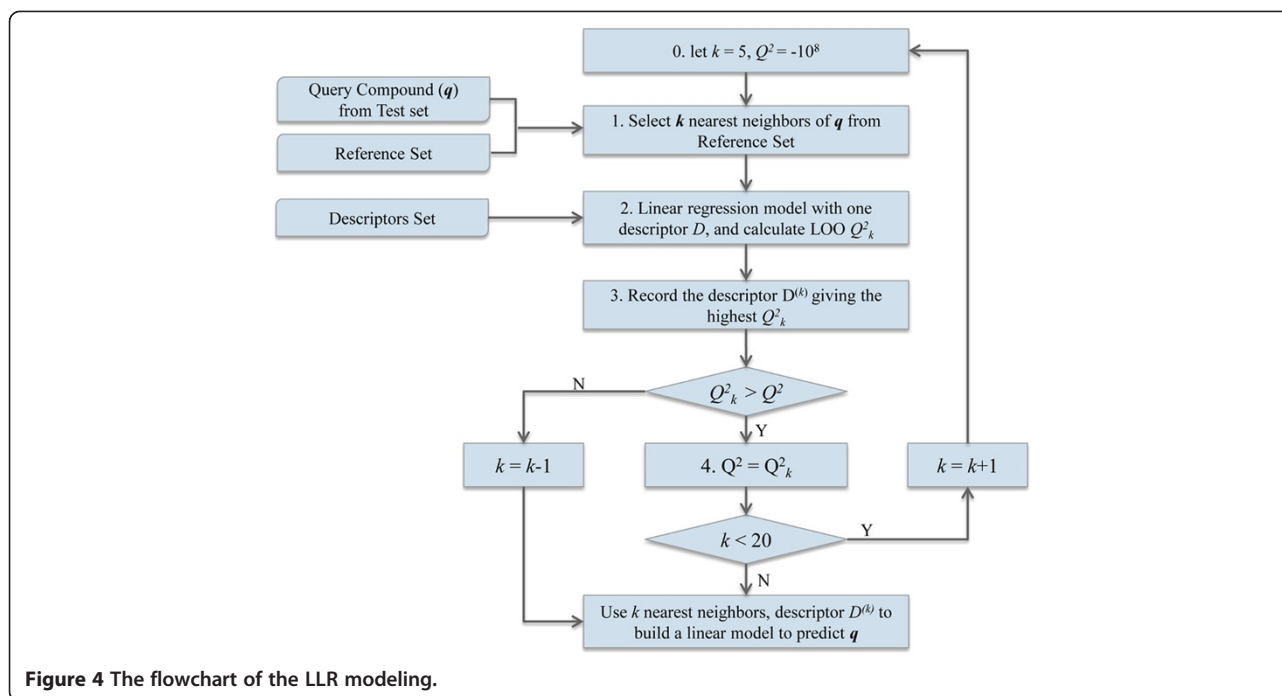 0. let k = 5, Q² = -10⁸
Query Compound (q)
from Test set
Reference Set
1. Select k nearest neighbors of q from
Reference Set
Descriptors Set
2. Linear regression model with one
descriptor D, and calculate LOO Q²ₖ
3. Record the descriptor D⁽ᵏ⁾ giving the
highest Q²ₖ
N
Q²ₖ > Q²
Y
k = k-1
4. Q² = Q²ₖ
k = k+1
k < 20
Y
N
Use k nearest neighbors, descriptor D⁽ᵏ⁾ to
build a linear model to predict q
Figure 4 The flowchart of the LLR modeling.